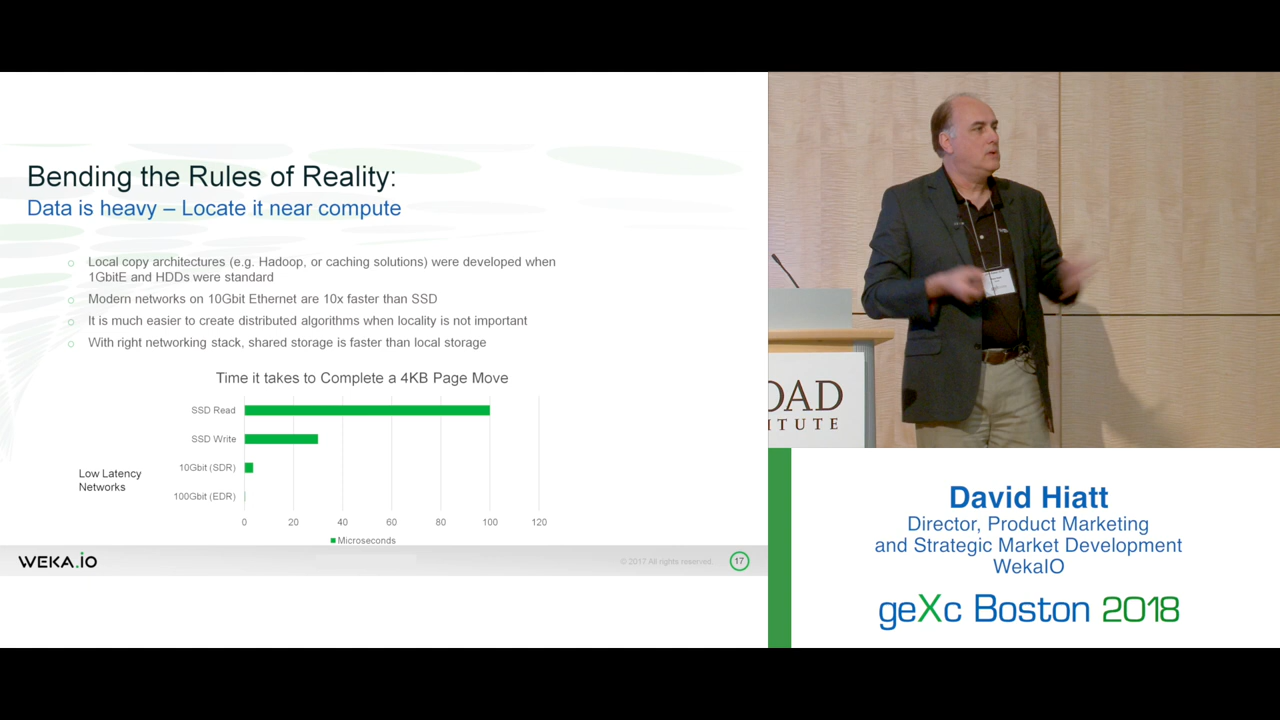 Bending the Rules of Reality:
Data is heavy – Locate it near compute
Local copy architectures (e.g. Hadoop, or caching solutions) were developed when
1GbitE and HDDs were standard
Modern networks on 10Gbit Ethernet are 10x faster than SSD
It is much easier to create distributed algorithms when locality is not important
With right networking stack, shared storage is faster than local storage
Time it takes to Complete a 4KB Page Move
SSD Read
SSD Write
10Gbit (SDR)
Low Latency
Networks
100Gbit (EDR)
0 20 40 60 80 100 120
Microseconds
WEKA.iO
© 2017 All rights reserved.
17
OAD
ITUTE
David Hiatt
Director, Product Marketing
and Strategic Market Development
WekaIO
geXc Boston 2018